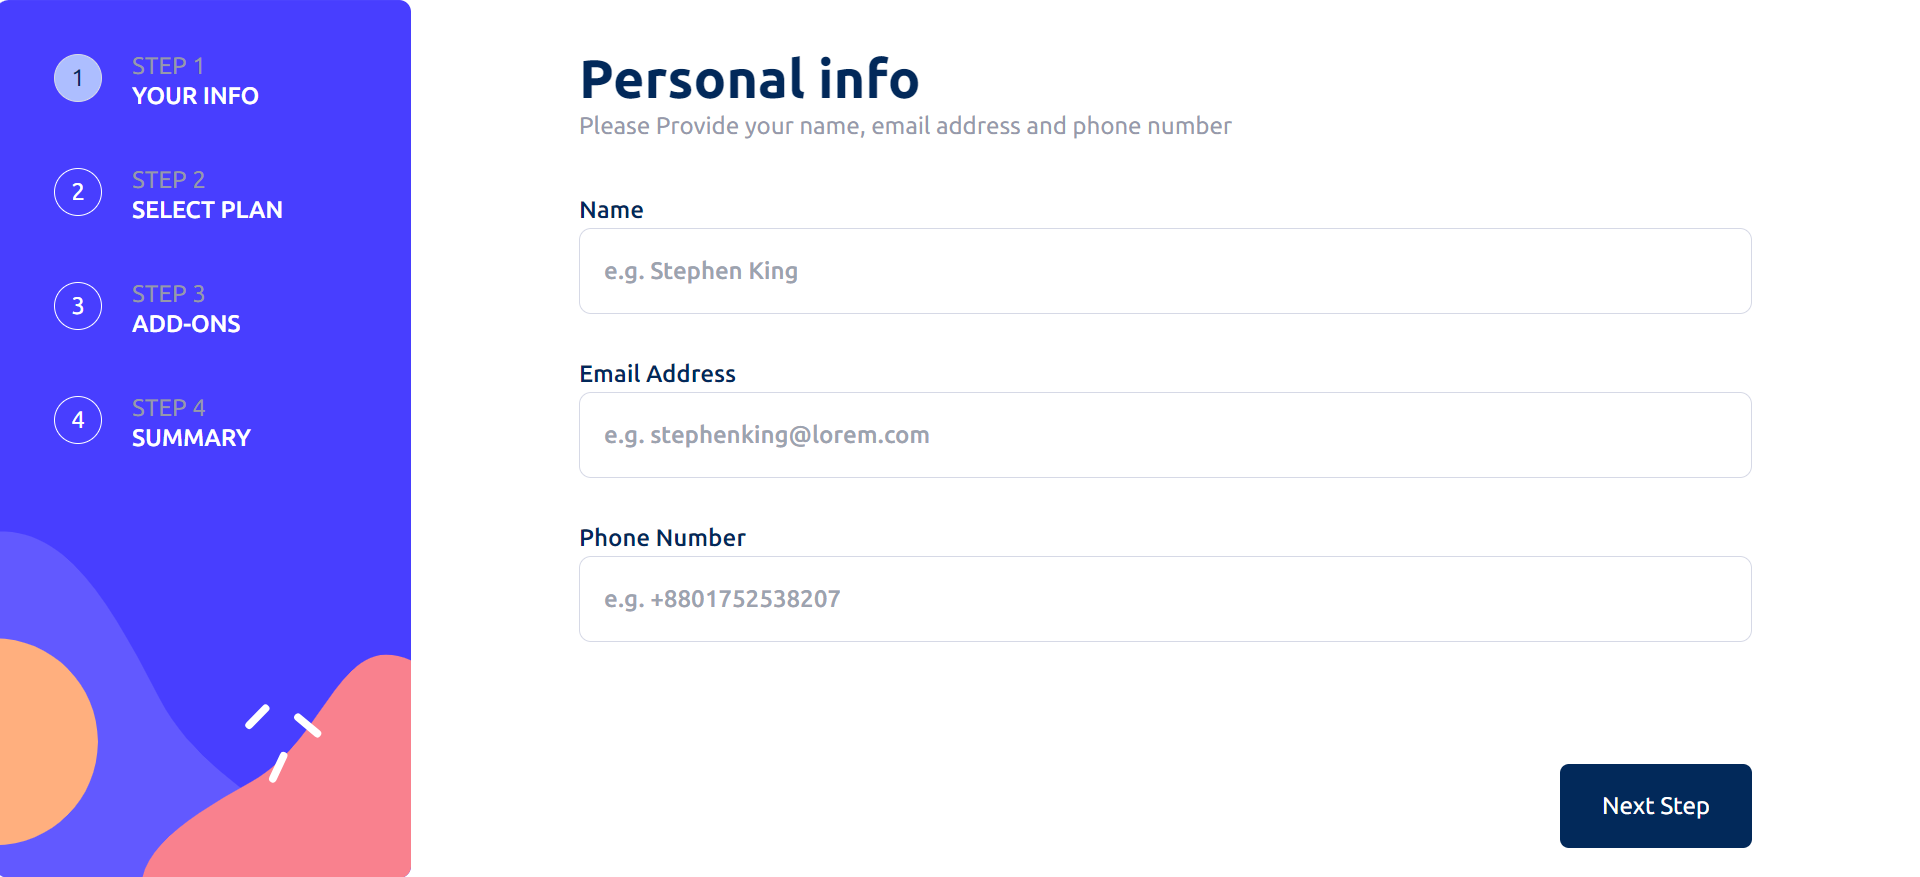 1
STEP 1
YOUR INFO
2
STEP 2
SELECT PLAN
3
STEP 3
ADD-ONS
4
STEP 4
SUMMARY
Personal info
Please Provide your name, email address and phone number
Name
e.g. Stephen King
Email Address
e.g. stephenking@lorem.com
Phone Number
e.g. +8801752538207
Next Step